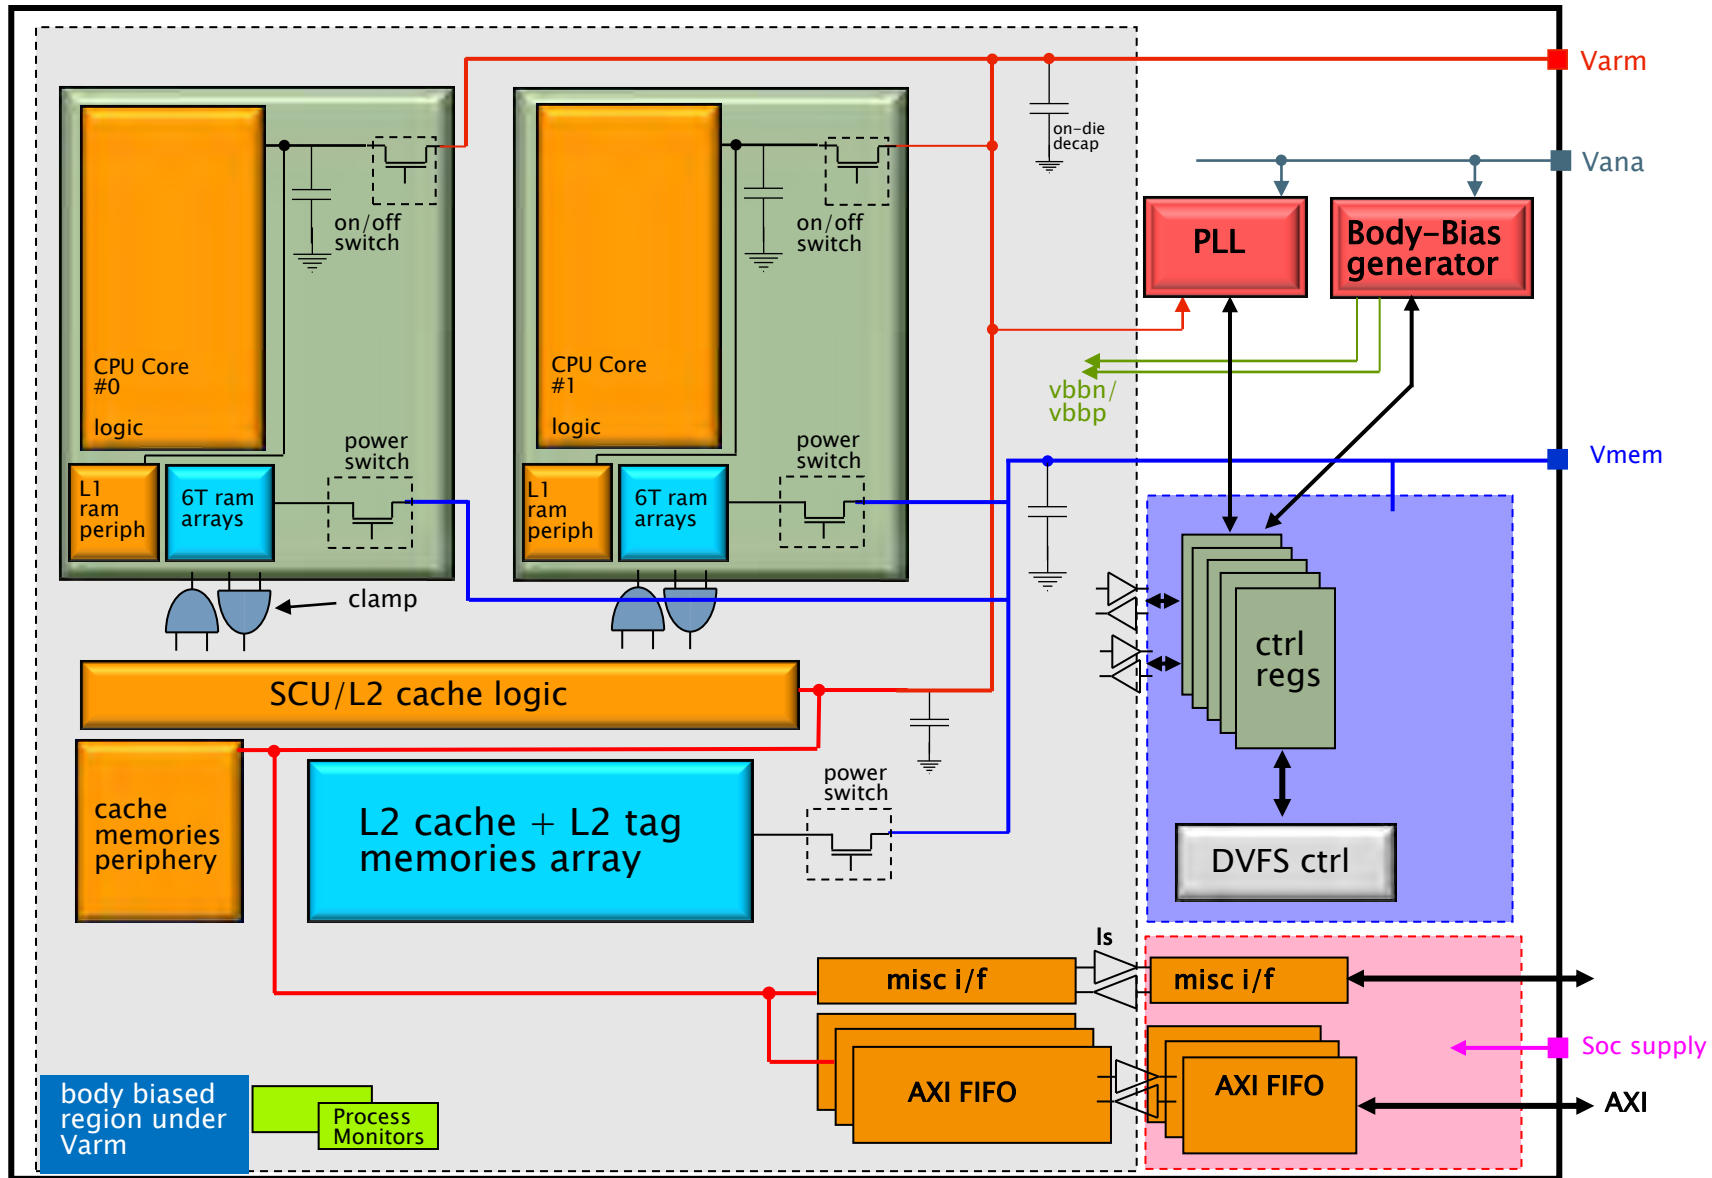 Varm
on-die
decap
Vana
on/off
switch
on/off
switch
PLL
Body-Bias
generator
CPU Core
#0
logic
CPU Core
#1
logic
vbbn/
vbbp
power
switch
power
switch
Vmem
L1
ram
periph
6T ram
arrays
L1
ram
periph
6T ram
arrays
clamp
ctrl
regs
SCU/L2 cache logic
power
switch
cache
memories
periphery
L2 cache + L2 tag
memories array
DVFS ctrl
ls
misc i/f
misc i/f
Soc supply
AXI FIFO
AXI FIFO
AXI
body biased
region under
Varm
Process
Monitors